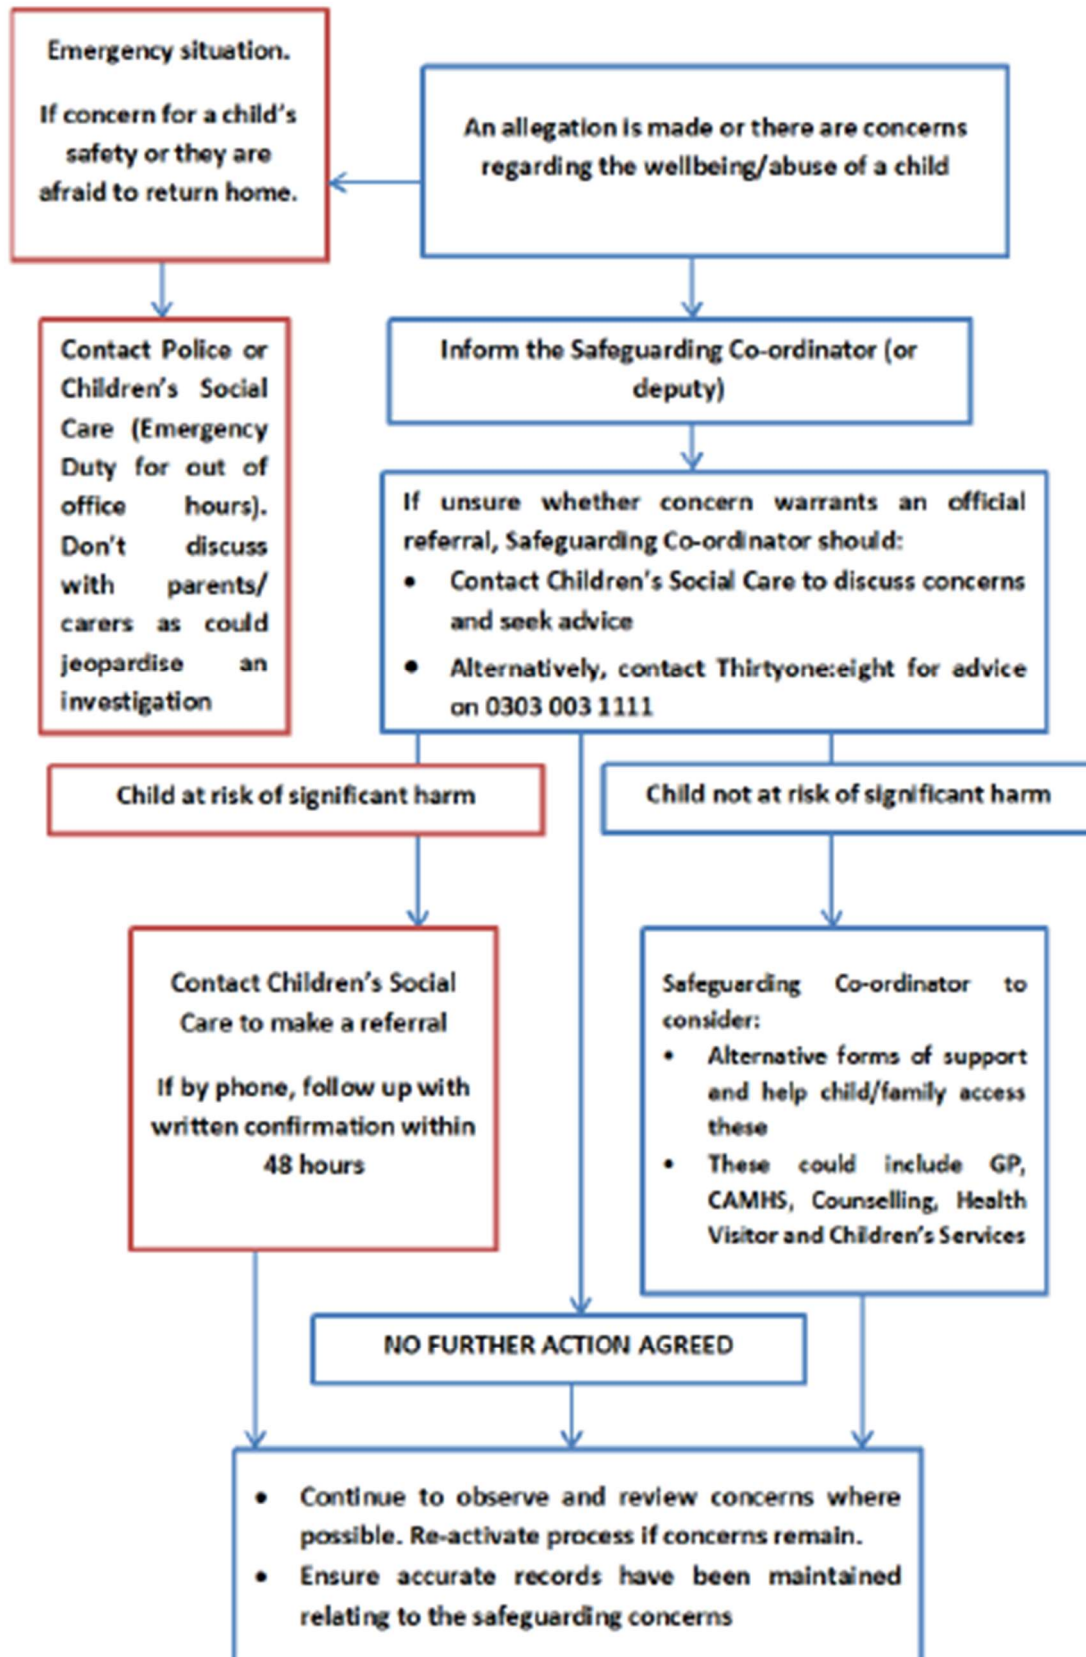 Emergency situation.
If concern for a child's
safety or they are
afraid to return home.
An allegation is made or there are concerns
regarding the wellbeing/abuse of a child
Contact Police or
Children's Social
Care (Emergency
Duty for out of
office hours).
Don't discuss
with parents/
carers as could
jeopardise an
investigation
Inform the Safeguarding Co-ordinator (or
deputy)
If unsure whether concern warrants an official
referral, Safeguarding Co-ordinator should:
• Contact Children's Social Care to discuss concerns
and seek advice
• Alternatively, contact Thirtyone:eight for advice
on 0303 003 1111
Child at risk of significant harm
Child not at risk of significant harm
Contact Children's Social
Care to make a referral
If by phone, follow up with
written confirmation within
48 hours
Safeguarding Co-ordinator to
consider:
• Alternative forms of support
and help child/family access
these
• These could include GP,
CAMHS, Counselling, Health
Visitor and Children's Services
NO FURTHER ACTION AGREED
• Continue to observe and review concerns where
possible. Re-activate process if concerns remain.
• Ensure accurate records have been maintained
relating to the safeguarding concerns